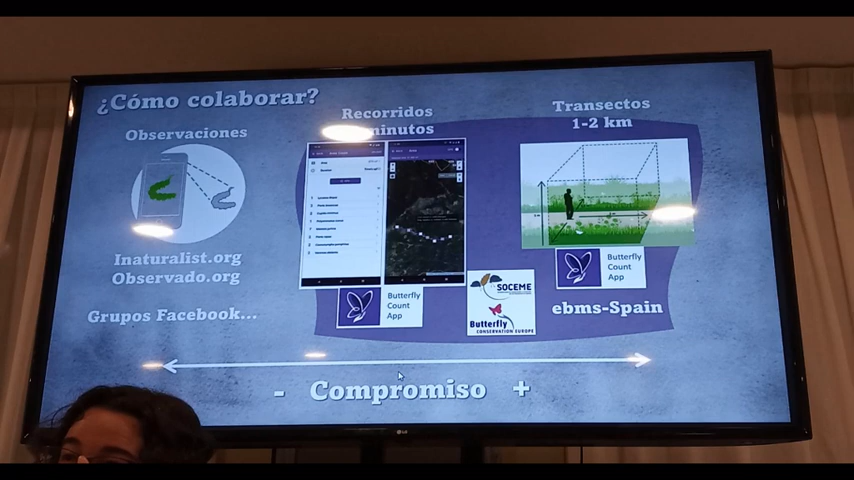 ¿Cómo colaborar?
Observaciones
Inaturalist.org
Observado.org
Grupos Facebook...
Recorridos
minutos
Butterfly
Count
App
SOCEME
Butterfly
CONSERVATION EUROPE
Transectos
1-2 km
Butterfly
Count
App
ebms-Spain
- Compromiso +
LG